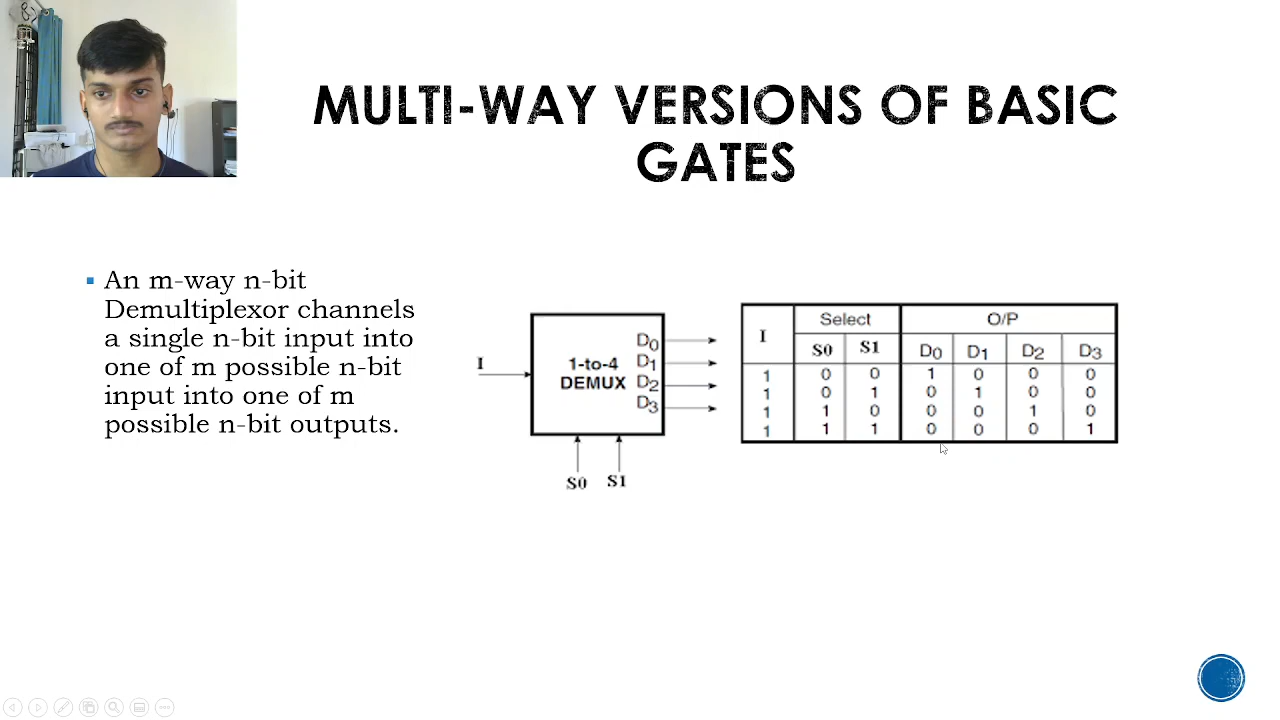 MULTI-WAY VERSIONS OF BASIC
GATES
An m-way n-bit
Demultiplexor channels
a single n-bit input into
one of m possible n-bit
input into one of m
possible n-bit outputs.
I
1-to-4
DEMUX
D0
D1
D2
D3
S0 S1
I Select O/P
S0 S1 D0 D1 D2 D3
1 0 0 1 0 0 0
1 0 1 0 1 0 0
1 1 0 0 0 1 0
1 1 1 0 0 0 1